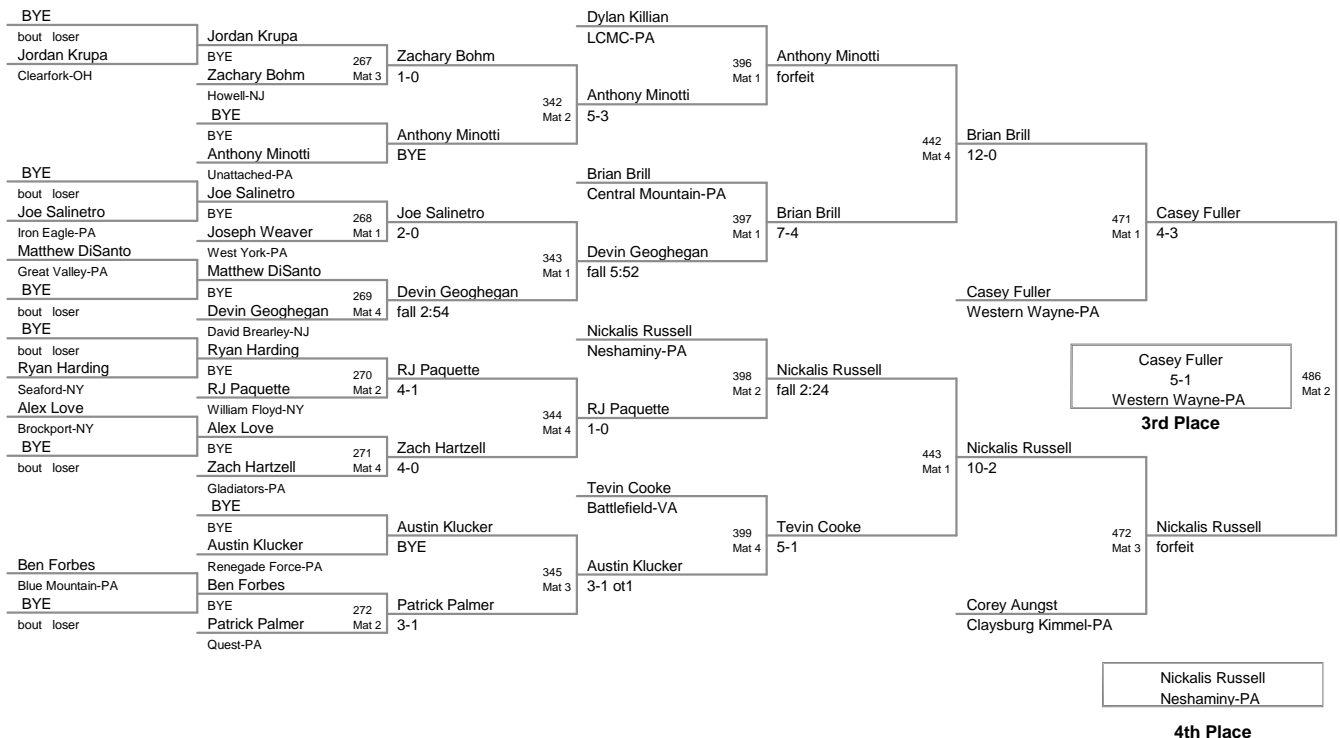 BYE
bout loser
Jordan Krupa
Clearfork-OH
BYE
bout loser
Joe Salinetro
Iron Eagle-PA
Matthew DiSanto
Great Valley-PA
BYE
bout loser
BYE
bout loser
Ryan Harding
Seaford-NY
Alex Love
Brockport-NY
BYE
bout loser
Ben Forbes
Blue Mountain-PA
BYE
bout loser
Jordan Krupa
BYE
267
Zachary Bohm
Mat 3
Howell-NJ
BYE
BYE
Anthony Minotti
Unattached-PA
Joe Salinetro
BYE
268
Joseph Weaver
Mat 1
West York-PA
Matthew DiSanto
BYE
269
Devin Geoghegan
Mat 4
David Brearley-NJ
Ryan Harding
BYE
270
RJ Paquette
Mat 2
William Floyd-NY
Alex Love
BYE
271
Zach Hartzell
Mat 4
Gladiators-PA
BYE
BYE
Austin Klucker
Renegade Force-PA
Ben Forbes
BYE
272
Patrick Palmer
Mat 2
Quest-PA
Zachary Bohm
1-0
342
Mat 2
Anthony Minotti
BYE
Joe Salinetro
2-0
343
Mat 1
Devin Geoghegan
fall 2:54
RJ Paquette
4-1
344
Mat 4
Zach Hartzell
4-0
Austin Klucker
BYE
345
Mat 3
Patrick Palmer
3-1
Dylan Killian
LCMC-PA
396
Mat 1
Anthony Minotti
5-3
Brian Brill
Central Mountain-PA
397
Mat 1
Devin Geoghegan
fall 5:52
Nickalis Russell
Neshaminy-PA
398
Mat 2
RJ Paquette
1-0
Tevin Cooke
Battlefield-VA
399
Mat 4
Austin Klucker
3-1 ot1
Anthony Minotti
forfeit
442
Mat 4
Brian Brill
7-4
Nickalis Russell
fall 2:24
443
Mat 1
Tevin Cooke
5-1
Brian Brill
12-0
471
Mat 1
Casey Fuller
Western Wayne-PA
Nickalis Russell
10-2
472
Mat 3
Corey Aungst
Claysburg Kimmel-PA
Casey Fuller
4-3
486
Mat 2
Nickalis Russell
forfeit
Casey Fuller
5-1
Western Wayne-PA
3rd Place
Nickalis Russell
Neshaminy-PA
4th Place